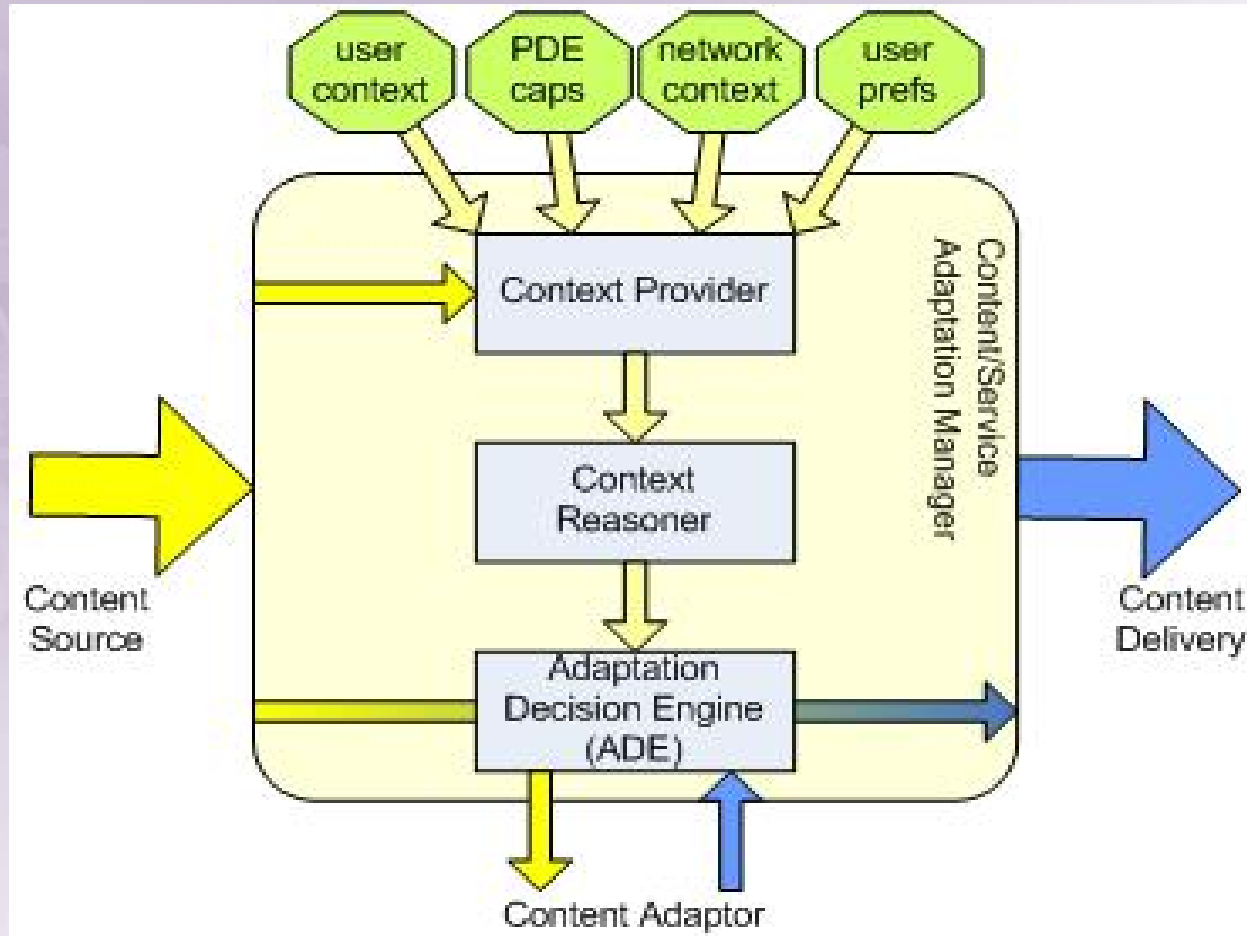 user
context
PDE
caps
network
context
user
prefs
Context Provider
Content/Service
Adaptation Manager
Context
Reasoner
Content
Source
Content
Delivery
Adaptation
Decision Engine
(ADE)
Content Adaptor